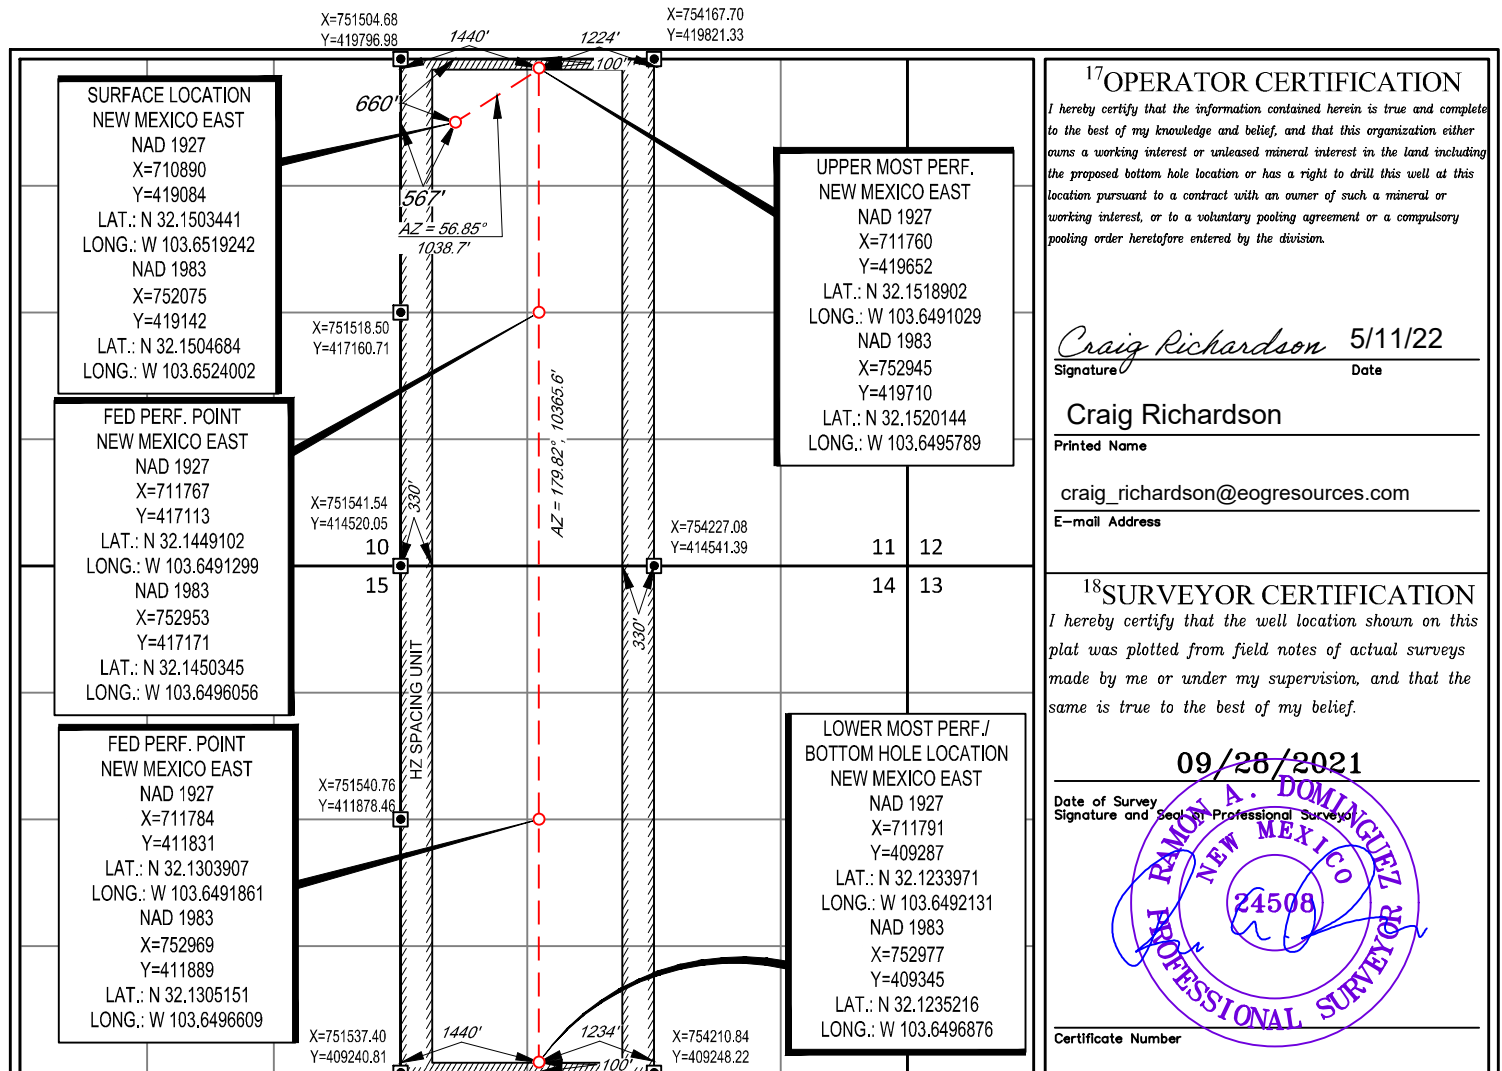 X=751504.68
Y=419796.98
1440'
1224'
X=754167.70
Y=419821.33
100'
660'
567'
AZ = 56.85°
1038.7'
SURFACE LOCATION
NEW MEXICO EAST
NAD 1927
X=710890
Y=419084
LAT.: N 32.1503441
LONG.: W 103.6519242
NAD 1983
X=752075
Y=419142
LAT.: N 32.1504684
LONG.: W 103.6524002
UPPER MOST PERF.
NEW MEXICO EAST
NAD 1927
X=711760
Y=419652
LAT.: N 32.1518902
LONG.: W 103.6491029
NAD 1983
X=752945
Y=419710
LAT.: N 32.1520144
LONG.: W 103.6495789
X=751518.50
Y=417160.71
FED PERF. POINT
NEW MEXICO EAST
NAD 1927
X=711767
Y=417113
LAT.: N 32.1449102
LONG.: W 103.6491299
NAD 1983
X=752953
Y=417171
LAT.: N 32.1450345
LONG.: W 103.6496056
AZ = 179.82°, 10365.6'
X=751541.54
Y=414520.05
330'
X=754227.08
Y=414541.39
10
11 12
15
14 13
330'
HZ SPACING UNIT
FED PERF. POINT
NEW MEXICO EAST
NAD 1927
X=711784
Y=411831
LAT.: N 32.1303907
LONG.: W 103.6491861
NAD 1983
X=752969
Y=411889
LAT.: N 32.1305151
LONG.: W 103.6496609
X=751540.76
Y=411878.46
LOWER MOST PERF./
BOTTOM HOLE LOCATION
NEW MEXICO EAST
NAD 1927
X=711791
Y=409287
LAT.: N 32.1233971
LONG.: W 103.6492131
NAD 1983
X=752977
Y=409345
LAT.: N 32.1235216
LONG.: W 103.6496876
X=751537.40
Y=409240.81
1440'
1234'
X=754210.84
Y=409248.22
100'
17OPERATOR CERTIFICATION
I hereby certify that the information contained herein is true and complete
to the best of my knowledge and belief, and that this organization either
owns a working interest or unleased mineral interest in the land including
the proposed bottom hole location or has a right to drill this well at this
location pursuant to a contract with an owner of such a mineral or
working interest, or to a voluntary pooling agreement or a compulsory
pooling order heretofore entered by the division.
Craig Richardson 5/11/22
Signature Date
Craig Richardson
Printed Name
craig_richardson@eogresources.com
E-mail Address
18SURVEYOR CERTIFICATION
I hereby certify that the well location shown on this
plat was plotted from field notes of actual surveys
made by me or under my supervision, and that the
same is true to the best of my belief.
09/28/2021
Date of Survey
Signature and Seal of Professional Surveyor
RAMON A. DOMINGUEZ
NEW MEXICO
24508
PROFESSIONAL SURVEYOR
Certificate Number